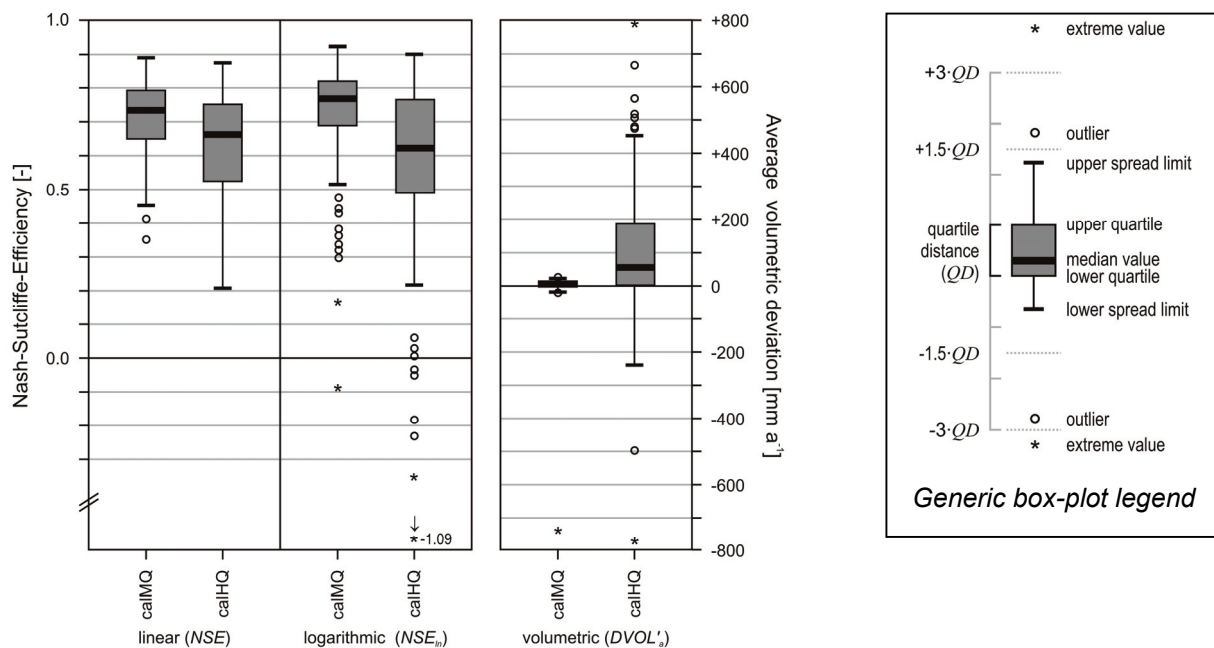 Nash-Sutcliffe-Efficiency [-]
1.0
0.5
0.0
-1.09
calMQ
calHQ
calMQ
calHQ
linear (NSE)
logarithmic (NSE_ln)
+800
+600
+400
+200
0
-200
-400
-600
-800
Average volumetric deviation [mm a⁻¹]
calMQ
calHQ
volumetric (DVOL'_a)
extreme value
+3·QD
outlier
+1.5·QD
upper spread limit
upper quartile
quartile
distance
(QD)
median value
lower quartile
lower spread limit
-1.5·QD
outlier
-3·QD
extreme value
Generic box-plot legend